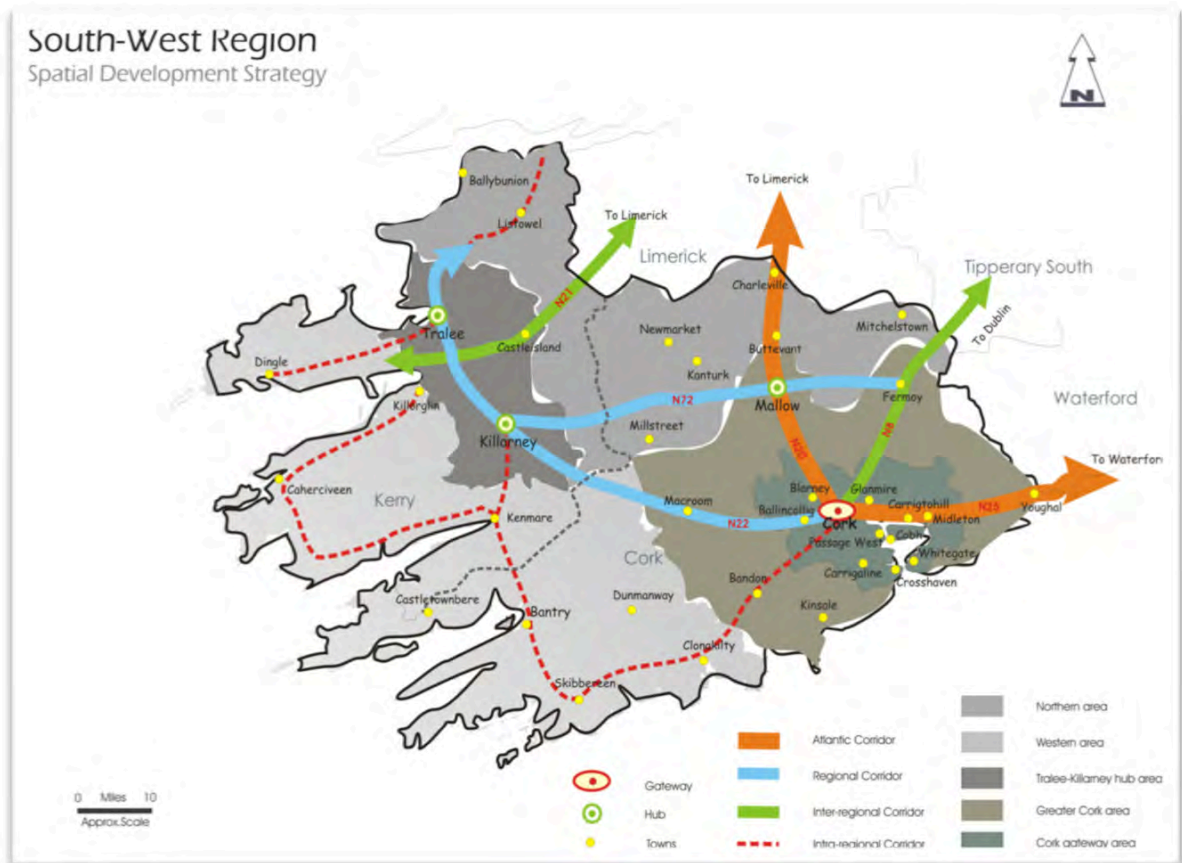 South-West Region
Spatial Development Strategy
N
To Limerick
Ballybunion
Listowel
To Limerick
Limerick
Tipperary South
Charleville
N21
Mitchelstown
To Dublin
Newmarket
Tralee
Castleisland
Buttevant
Dingle
Kanturk
Fermoy
Killorglin
N72
Mallow
Waterford
Millstreet
N8
Killarney
N20
To Waterfor
Caherciveen
Macroom
Blarney
Glanmire
Kerry
Ballincollig
Carrigtohill
N25
Youghal
Kenmare
N22
Cork
Midleton
Passage West
Cobh
Whitegate
Cork
Carrigaline
Crosshaven
Bandon
Castletownbere
Dunmanway
Kinsale
Bantry
Clonakilty
Skibbereen
Northern area
Atlantic Corridor
Western area
Regional Corridor
Tralee-Killarney hub area
Gateway
0 Miles 10
Approx.Scale
Hub
Inter-regional Corridor
Greater Cork area
Towns
Intra-regional Corridor
Cork gateway area